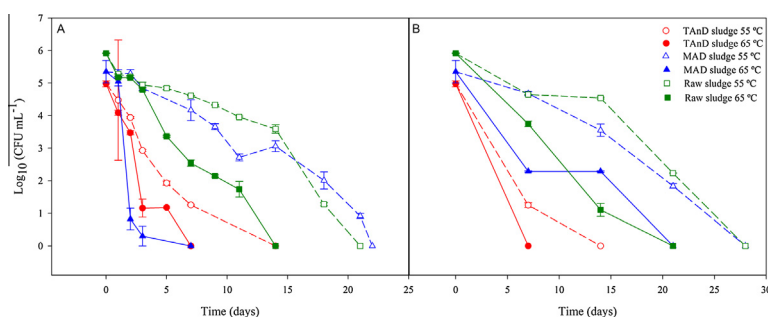 A
B
TAnD sludge 55 ºC
TAnD sludge 65 ºC
MAD sludge 55 ºC
MAD sludge 65 ºC
Raw sludge 55 ºC
Raw sludge 65 ºC
Log10 (CFU mL-1)
6
5
4
3
2
1
0
0 5 10 15 20 25
0 5 10 15 20 25 30
Time (days)
Time (days)